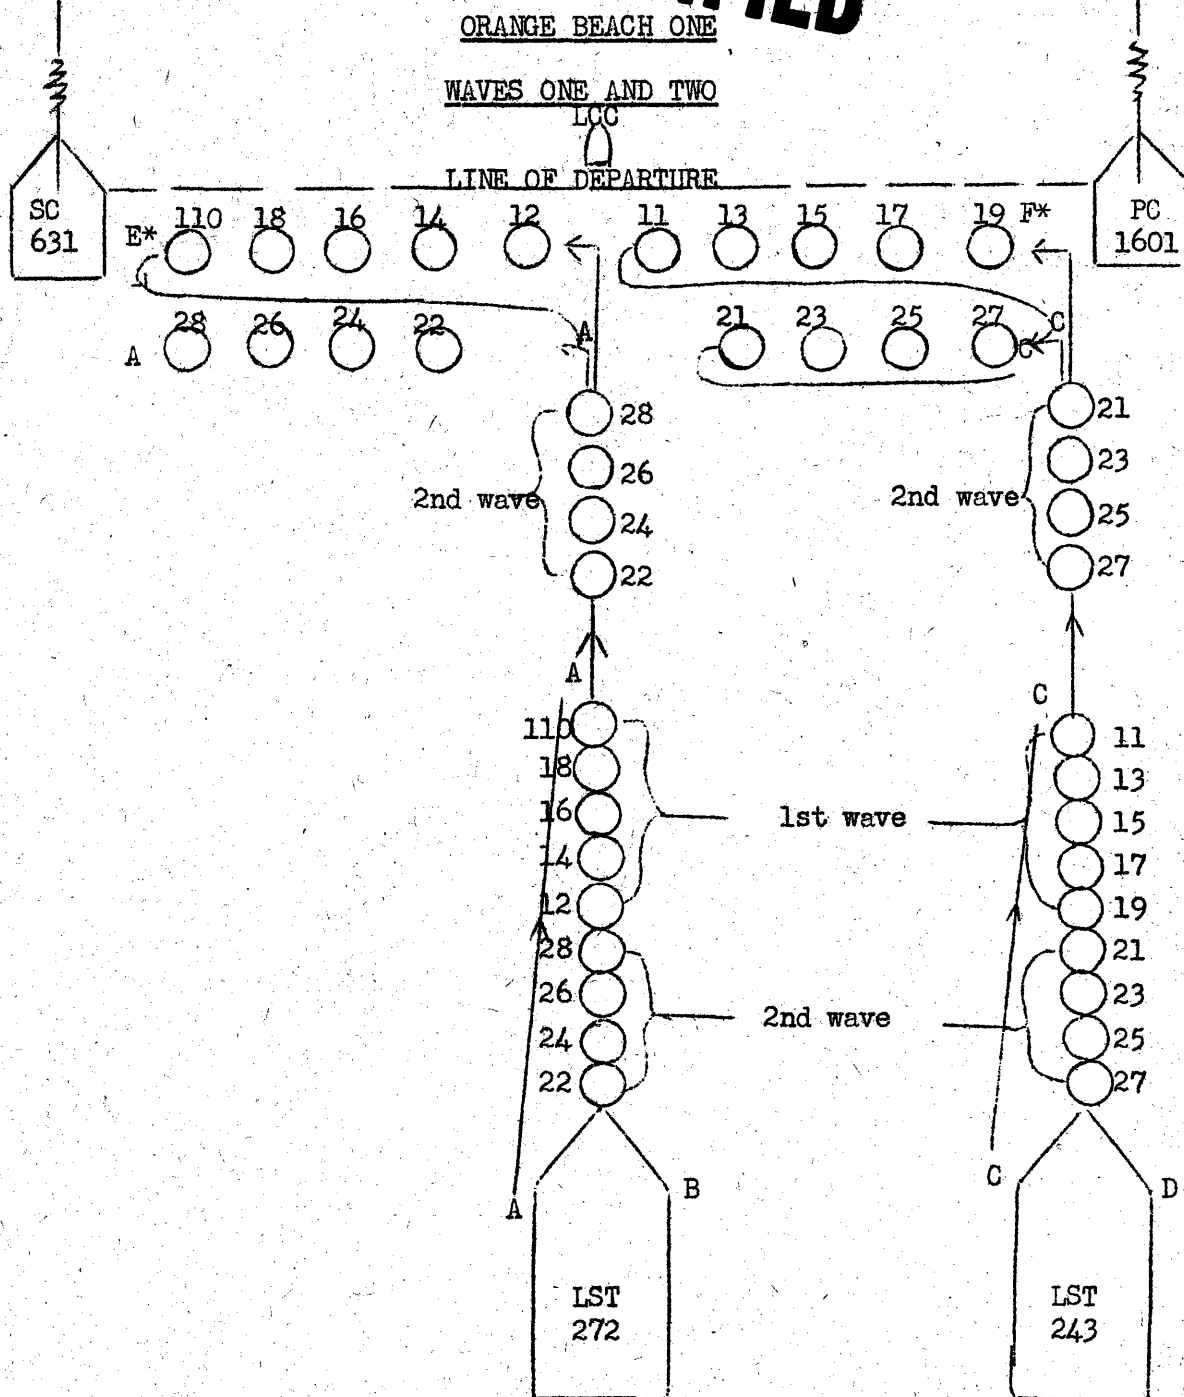 ORANGE BEACH ONE
WAVES ONE AND TWO
LCC
LINE OF DEPARTURE
SC
631
E* 110 18 16 14 12 11 13 15 17 19 F*
PC
1601
A 28 26 24 22 A 21 23 25 27 C C
28 21
26 23
2nd wave 2nd wave
24 25
22 27
A C
110 11
18 13
16 1st wave 15
14 17
12 19
28 21
26 2nd wave 23
24 25
22 27
A B C D
LST
272
LST
243